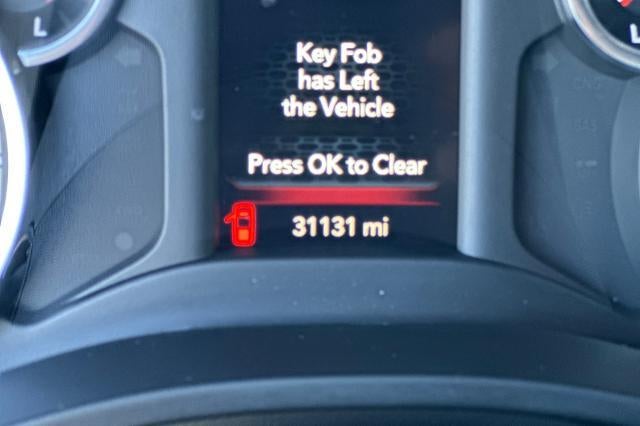 L
L
Key Fob
has Left
the Vehicle
Press OK to Clear
31131 mi